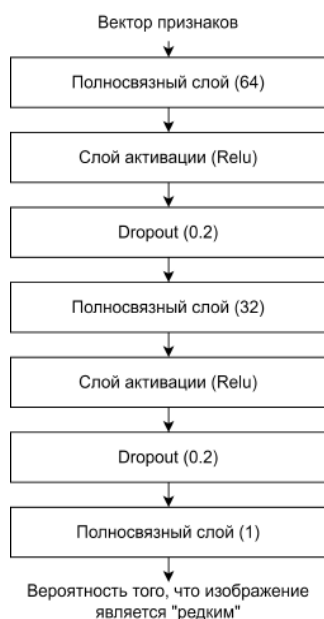 Вектор признаков
Полносвязный слой (64)
Слой активации (Relu)
Dropout (0.2)
Полносвязный слой (32)
Слой активации (Relu)
Dropout (0.2)
Полносвязный слой (1)
Вероятность того, что изображение
является "редким"